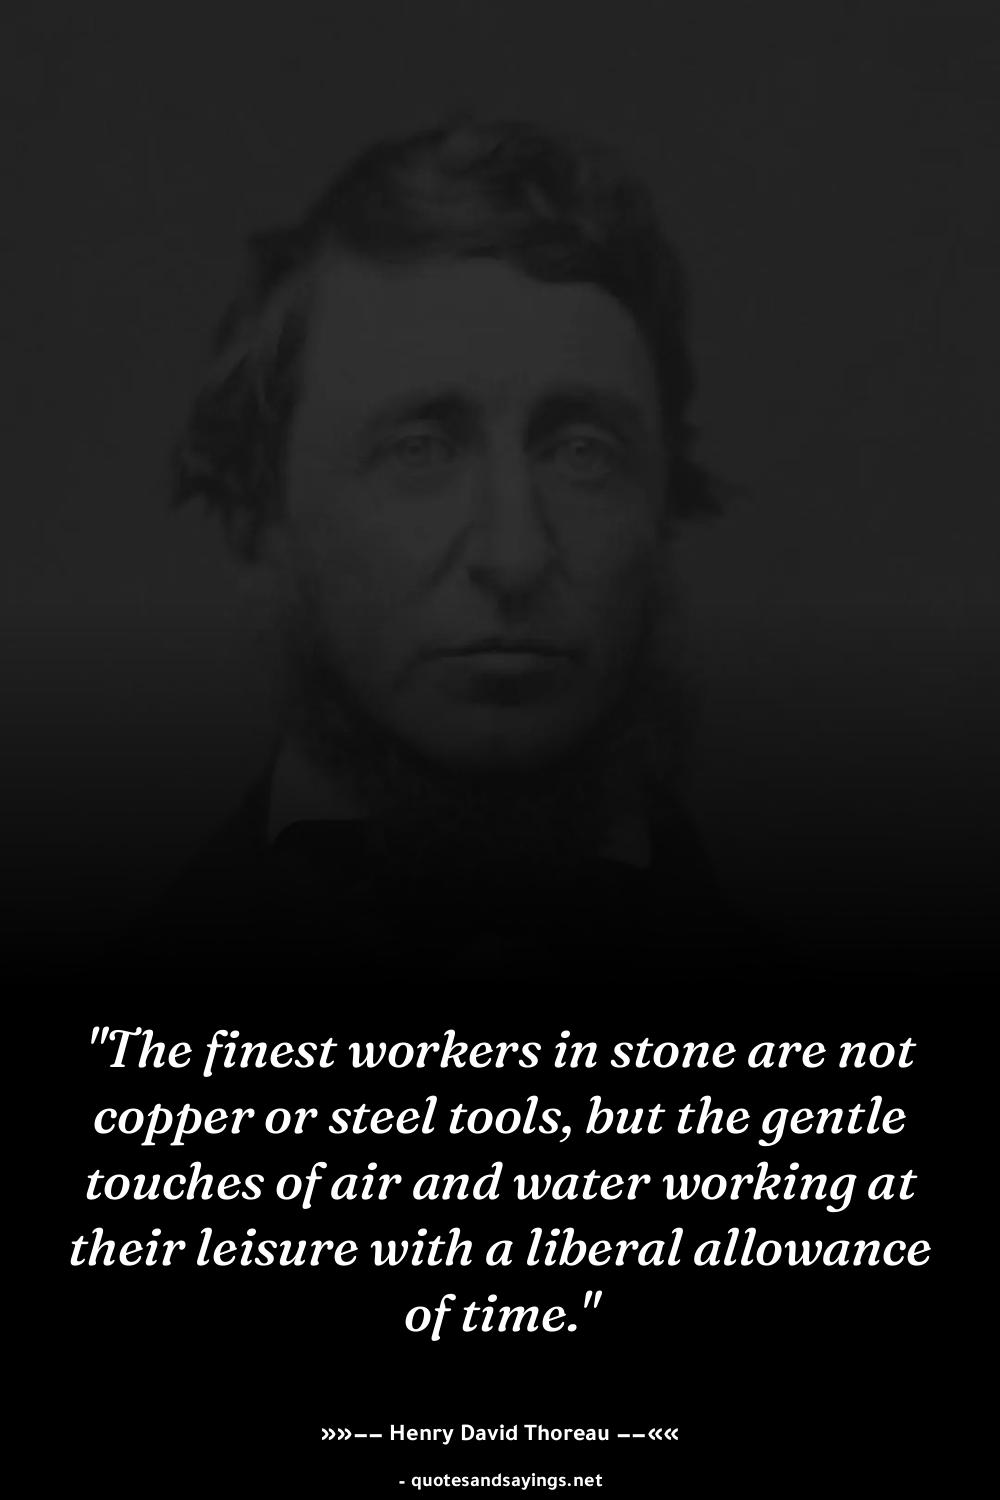 "The finest workers in stone are not
copper or steel tools, but the gentle
touches of air and water working at
their leisure with a liberal allowance
of time."
»»–– Henry David Thoreau ––««
- quotesandsayings.net